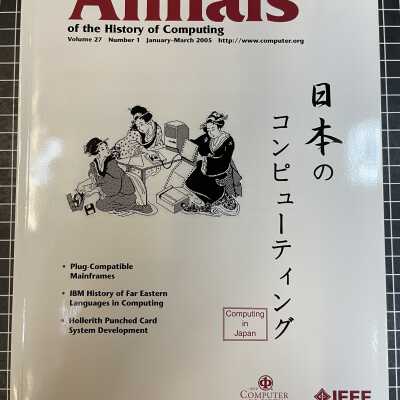 Annals
of the History of Computing
Volume 27 Number 1 January-March 2005 http://www.computer.org
日本の
コンピューティング
• Plug-Compatible
Mainframes
• IBM History of Far Eastern
Languages in Computing
• Hollerith Punched Card
System Development
Computing
in
Japan
IEEE
COMPUTER
IEEE